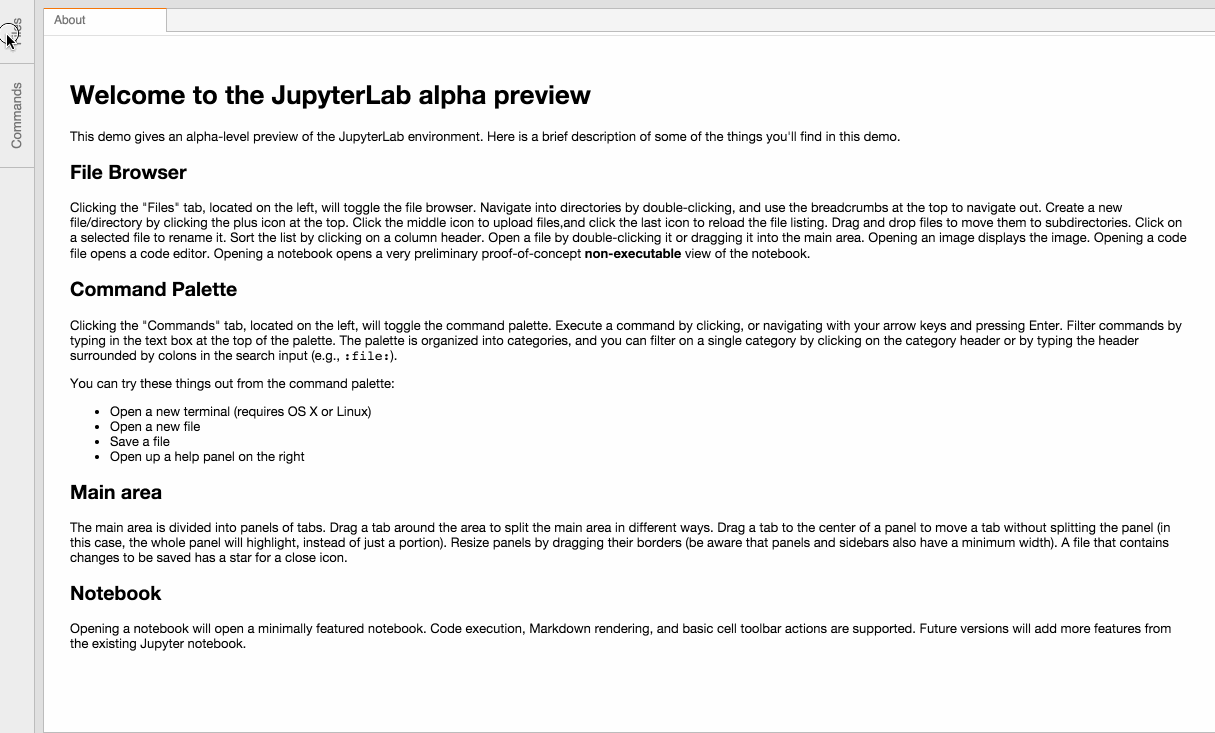 Files
About
Commands
Welcome to the JupyterLab alpha preview
This demo gives an alpha-level preview of the JupyterLab environment. Here is a brief description of some of the things you'll find in this demo.
File Browser
Clicking the "Files" tab, located on the left, will toggle the file browser. Navigate into directories by double-clicking, and use the breadcrumbs at the top to navigate out. Create a new
file/directory by clicking the plus icon at the top. Click the middle icon to upload files,and click the last icon to reload the file listing. Drag and drop files to move them to subdirectories. Click on
a selected file to rename it. Sort the list by clicking on a column header. Open a file by double-clicking it or dragging it into the main area. Opening an image displays the image. Opening a code
file opens a code editor. Opening a notebook opens a very preliminary proof-of-concept non-executable view of the notebook.
Command Palette
Clicking the "Commands" tab, located on the left, will toggle the command palette. Execute a command by clicking, or navigating with your arrow keys and pressing Enter. Filter commands by
typing in the text box at the top of the palette. The palette is organized into categories, and you can filter on a single category by clicking on the category header or by typing the header
surrounded by colons in the search input (e.g., :file:).
You can try these things out from the command palette:
• Open a new terminal (requires OS X or Linux)
• Open a new file
• Save a file
• Open up a help panel on the right
Main area
The main area is divided into panels of tabs. Drag a tab around the area to split the main area in different ways. Drag a tab to the center of a panel to move a tab without splitting the panel (in
this case, the whole panel will highlight, instead of just a portion). Resize panels by dragging their borders (be aware that panels and sidebars also have a minimum width). A file that contains
changes to be saved has a star for a close icon.
Notebook
Opening a notebook will open a minimally featured notebook. Code execution, Markdown rendering, and basic cell toolbar actions are supported. Future versions will add more features from
the existing Jupyter notebook.